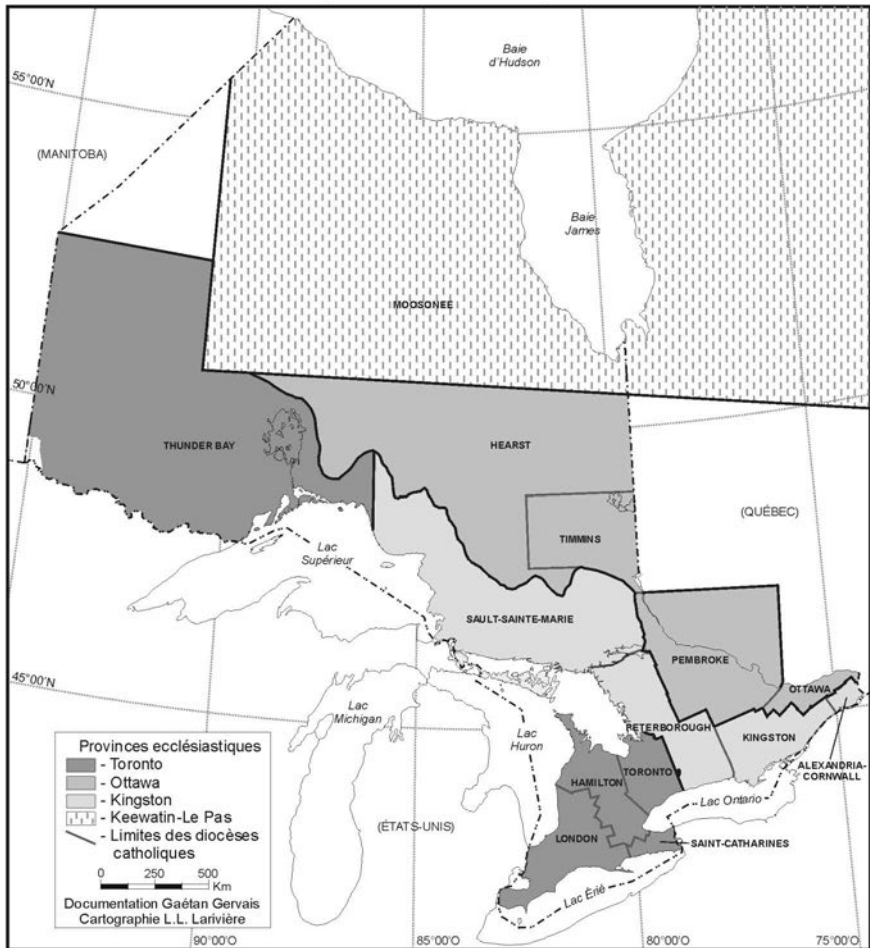 Baie
d'Hudson
55°00'N
(MANITOBA)
Baie
James
MOOSONEE
50°00'N
THUNDER BAY
HEARST
(QUÉBEC)
TIMMINS
Lac
Supérieur
SAULT-SAINTE-MARIE
PEMBROKE
45°00'N
OTTAWA
Lac
Michigan
PETERBOROUGH
KINGSTON
Lac
Huron
ALEXANDRIA-
CORNWALL
HAMILTON
TORONTO
Lac Ontario
(ÉTATS-UNIS)
LONDON
SAINT-CATHARINES
Lac Érié
Provinces ecclésiastiques
- Toronto
- Ottawa
- Kingston
- Keewatin-Le Pas
- Limites des diocèses
catholiques
0 250 500
Km
Documentation Gaétan Gervais
Cartographie L.L. Larivière
90°00'O
85°00'O
80°00'O
75°00'O